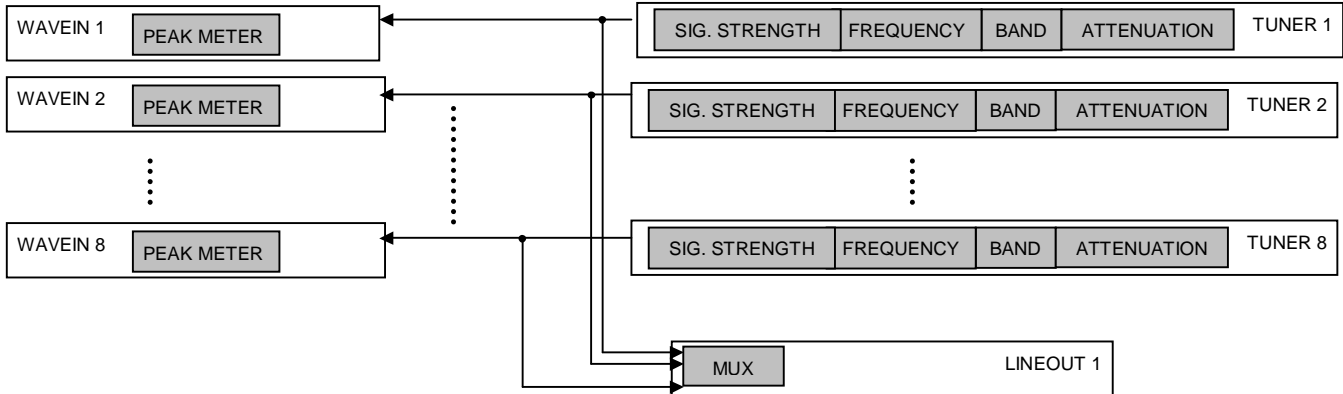 WAVEIN 1 PEAK METER SIG. STRENGTH FREQUENCY BAND ATTENUATION TUNER 1
WAVEIN 2 PEAK METER SIG. STRENGTH FREQUENCY BAND ATTENUATION TUNER 2
WAVEIN 8 PEAK METER SIG. STRENGTH FREQUENCY BAND ATTENUATION TUNER 8
MUX LINEOUT 1